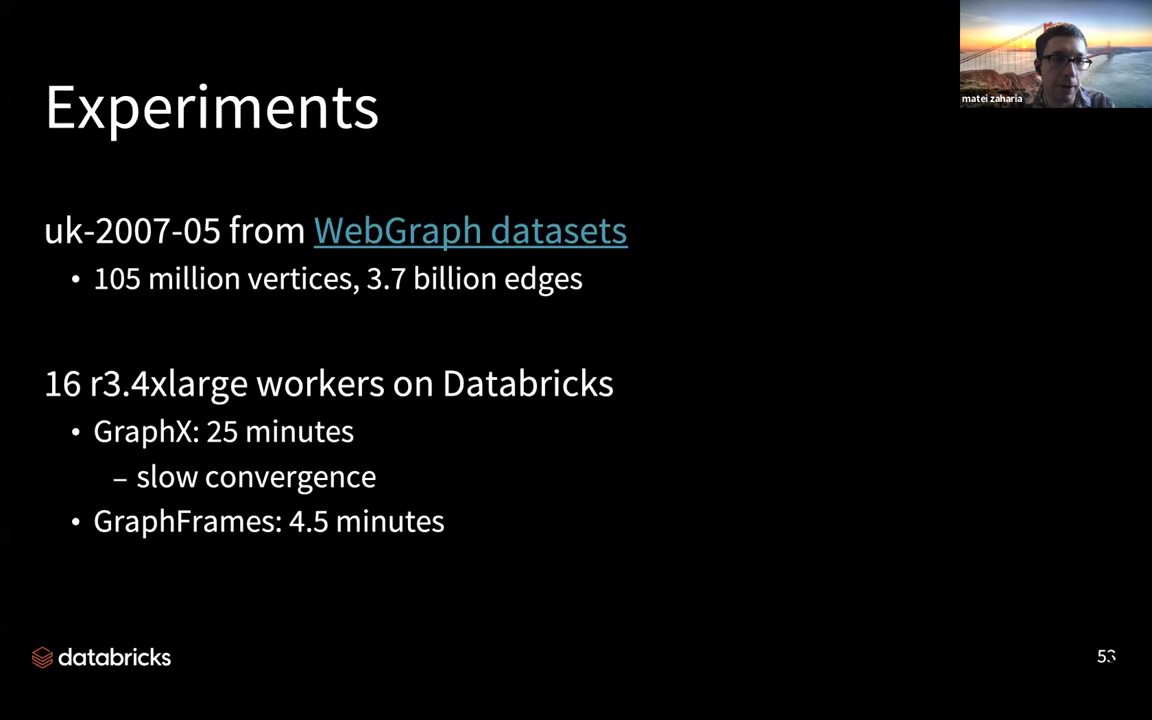 matei zaharia
Experiments
uk-2007-05 from WebGraph datasets
• 105 million vertices, 3.7 billion edges
16 r3.4xlarge workers on Databricks
• GraphX: 25 minutes
– slow convergence
• GraphFrames: 4.5 minutes
databricks
53